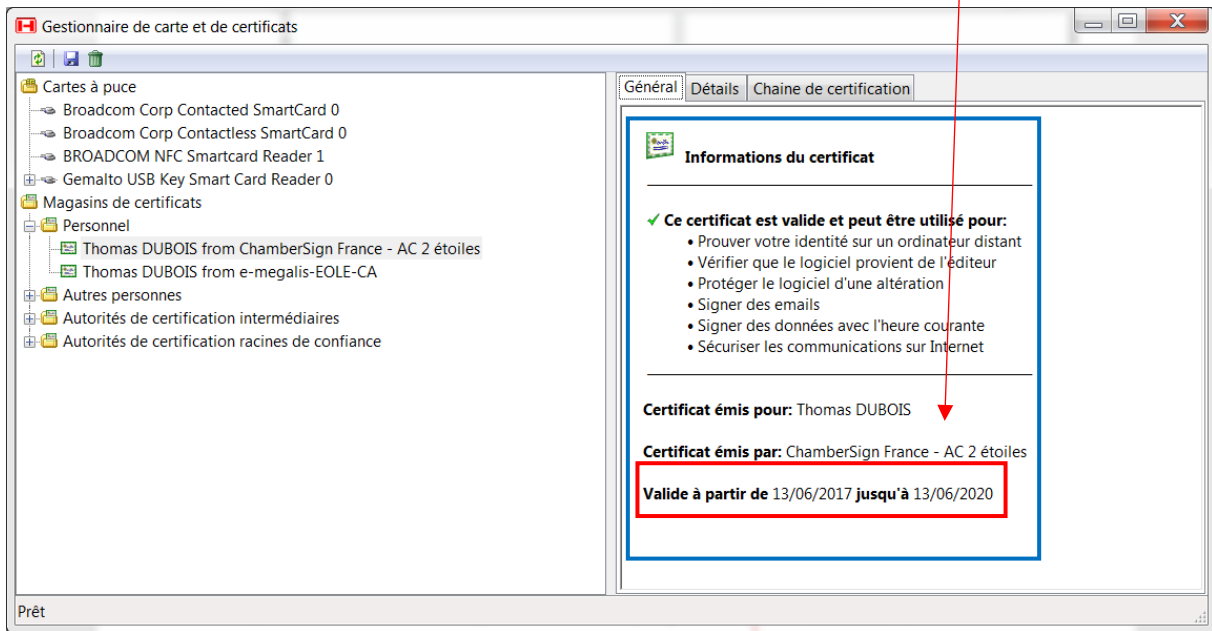 Gestionnaire de carte et de certificats
Cartes à puce
Broadcom Corp Contacted SmartCard 0
Broadcom Corp Contactless SmartCard 0
BROADCOM NFC Smartcard Reader 1
Gemalto USB Key Smart Card Reader 0
Magasins de certificats
Personnel
Thomas DUBOIS from ChamberSign France - AC 2 étoiles
Thomas DUBOIS from e-megalis-EOLE-CA
Autres personnes
Autorités de certification intermédiaires
Autorités de certification racines de confiance
Général Détails Chaine de certification
Informations du certificat
Ce certificat est valide et peut être utilisé pour:
• Prouver votre identité sur un ordinateur distant
• Vérifier que le logiciel provient de l'éditeur
• Protéger le logiciel d'une altération
• Signer des emails
• Signer des données avec l'heure courante
• Sécuriser les communications sur Internet
Certificat émis pour: Thomas DUBOIS
Certificat émis par: ChamberSign France - AC 2 étoiles
Valide à partir de 13/06/2017 jusqu'à 13/06/2020
Prêt